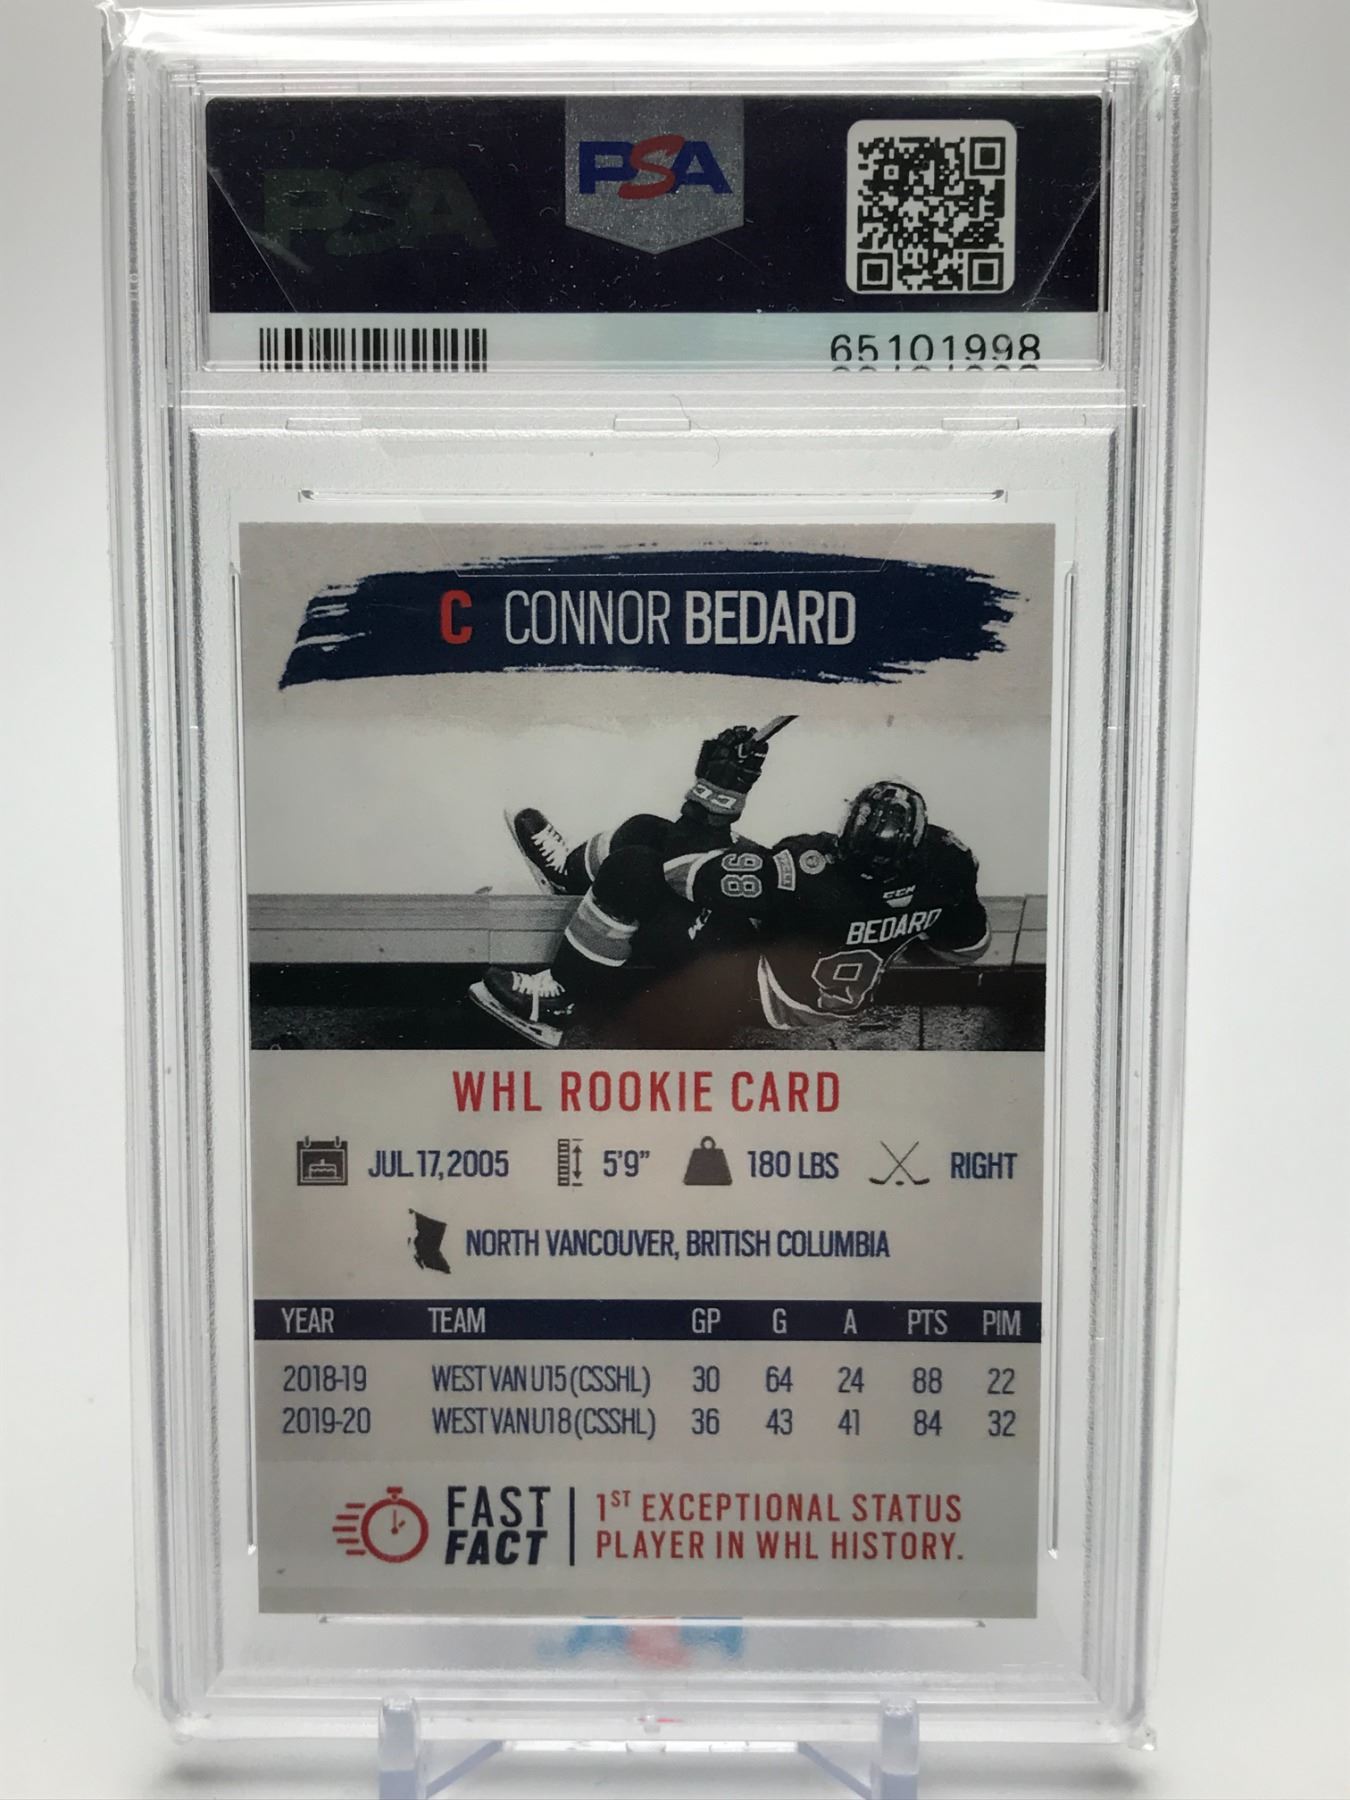 PSA
PSA
65101998
C CONNOR BEDARD
98
CCM
BEDARD
WHL ROOKIE CARD
JUL 17, 2005 5'9" 180 LBS RIGHT
NORTH VANCOUVER, BRITISH COLUMBIA
YEAR TEAM GP G A PTS PIM
2018-19 WEST VAN U15 (CSSHL) 30 64 24 88 22
2019-20 WEST VAN U18 (CSSHL) 36 43 41 84 32
FAST FACT
1ST EXCEPTIONAL STATUS
PLAYER IN WHL HISTORY.